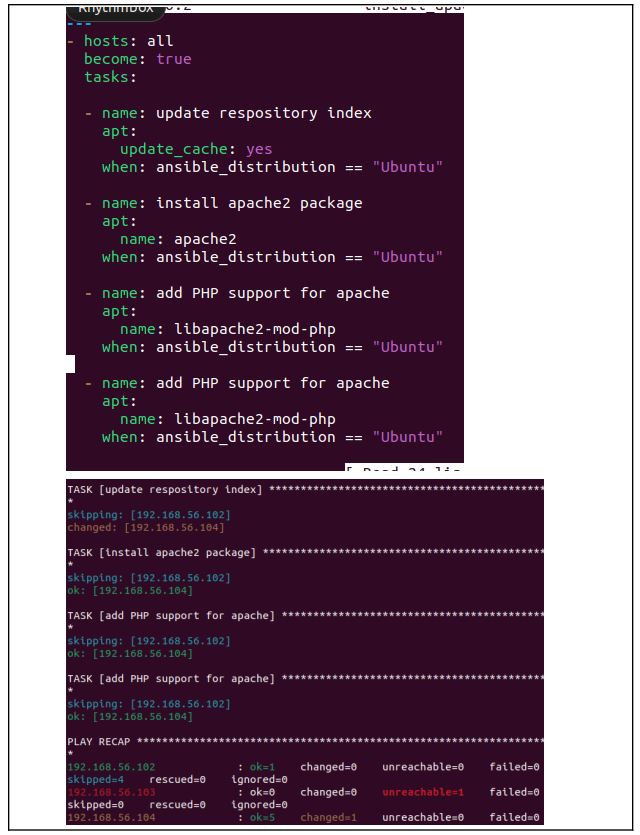 ---
- hosts: all
become: true
tasks:
- name: update respository index
apt:
update_cache: yes
when: ansible_distribution == "Ubuntu"
- name: install apache2 package
apt:
name: apache2
when: ansible_distribution == "Ubuntu"
- name: add PHP support for apache
apt:
name: libapache2-mod-php
when: ansible_distribution == "Ubuntu"
- name: add PHP support for apache
apt:
name: libapache2-mod-php
when: ansible_distribution == "Ubuntu"
TASK [update respository index] ********************************************
*
skipping: [192.168.56.102]
changed: [192.168.56.104]
TASK [install apache2 package] *********************************************
*
skipping: [192.168.56.102]
ok: [192.168.56.104]
TASK [add PHP support for apache] ******************************************
*
skipping: [192.168.56.102]
ok: [192.168.56.104]
TASK [add PHP support for apache] ******************************************
*
skipping: [192.168.56.102]
ok: [192.168.56.104]
PLAY RECAP *****************************************************************
*
192.168.56.102 : ok=1 changed=0 unreachable=0 failed=0
skipped=4 rescued=0 ignored=0
192.168.56.103 : ok=0 changed=0 unreachable=1 failed=0
skipped=0 rescued=0 ignored=0
192.168.56.104 : ok=5 changed=1 unreachable=0 failed=0